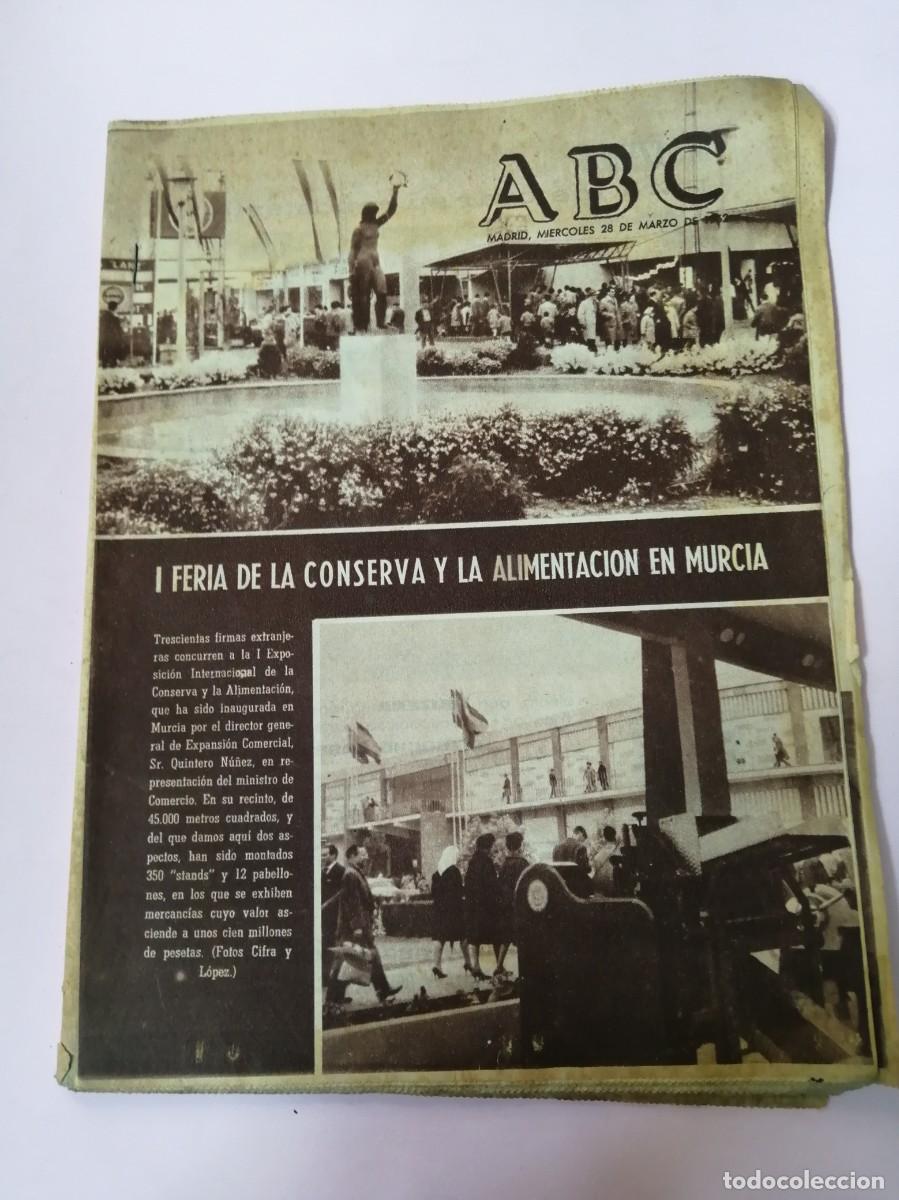 ABC
MADRID, MIERCOLES 28 DE MARZO DE
I FERIA DE LA CONSERVA Y LA ALIMENTACION EN MURCIA
Trescientas firmas extranje-
ras concurren a la I Expo-
sición Internacional de la
Conserva y la Alimentación,
que ha sido inaugurada en
Murcia por el director gene-
ral de Expansión Comercial,
Sr. Quintero Núñez, en re-
presentación del ministro de
Comercio. En su recinto, de
45.000 metros cuadrados, y
del que damos aquí dos as-
pectos, han sido montados
350 "stands" y 12 pabello-
nes, en los que se exhiben
mercancías cuyo valor as-
ciende a unos cien millones
de pesetas. (Fotos Cifra y
López.)
todocoleccion